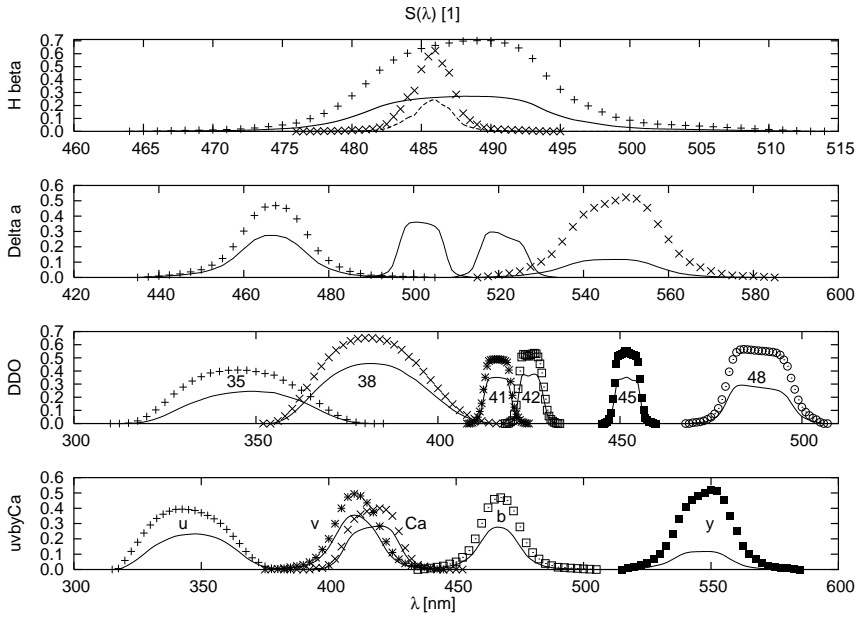 S(λ) [1]
H beta
0.7
0.6
0.5
0.4
0.3
0.2
0.1
0.0
460 465 470 475 480 485 490 495 500 505 510 515
Delta a
0.6
0.5
0.4
0.3
0.2
0.1
0.0
420 440 460 480 500 520 540 560 580 600
DDO
0.7
0.6
0.5
0.4
0.3
0.2
0.1
0.0
35 38 41 42 45 48
300 350 400 450 500
uvbyCa
0.6
0.5
0.4
0.3
0.2
0.1
0.0
u v Ca b y
300 350 400 450 500 550 600
λ [nm]